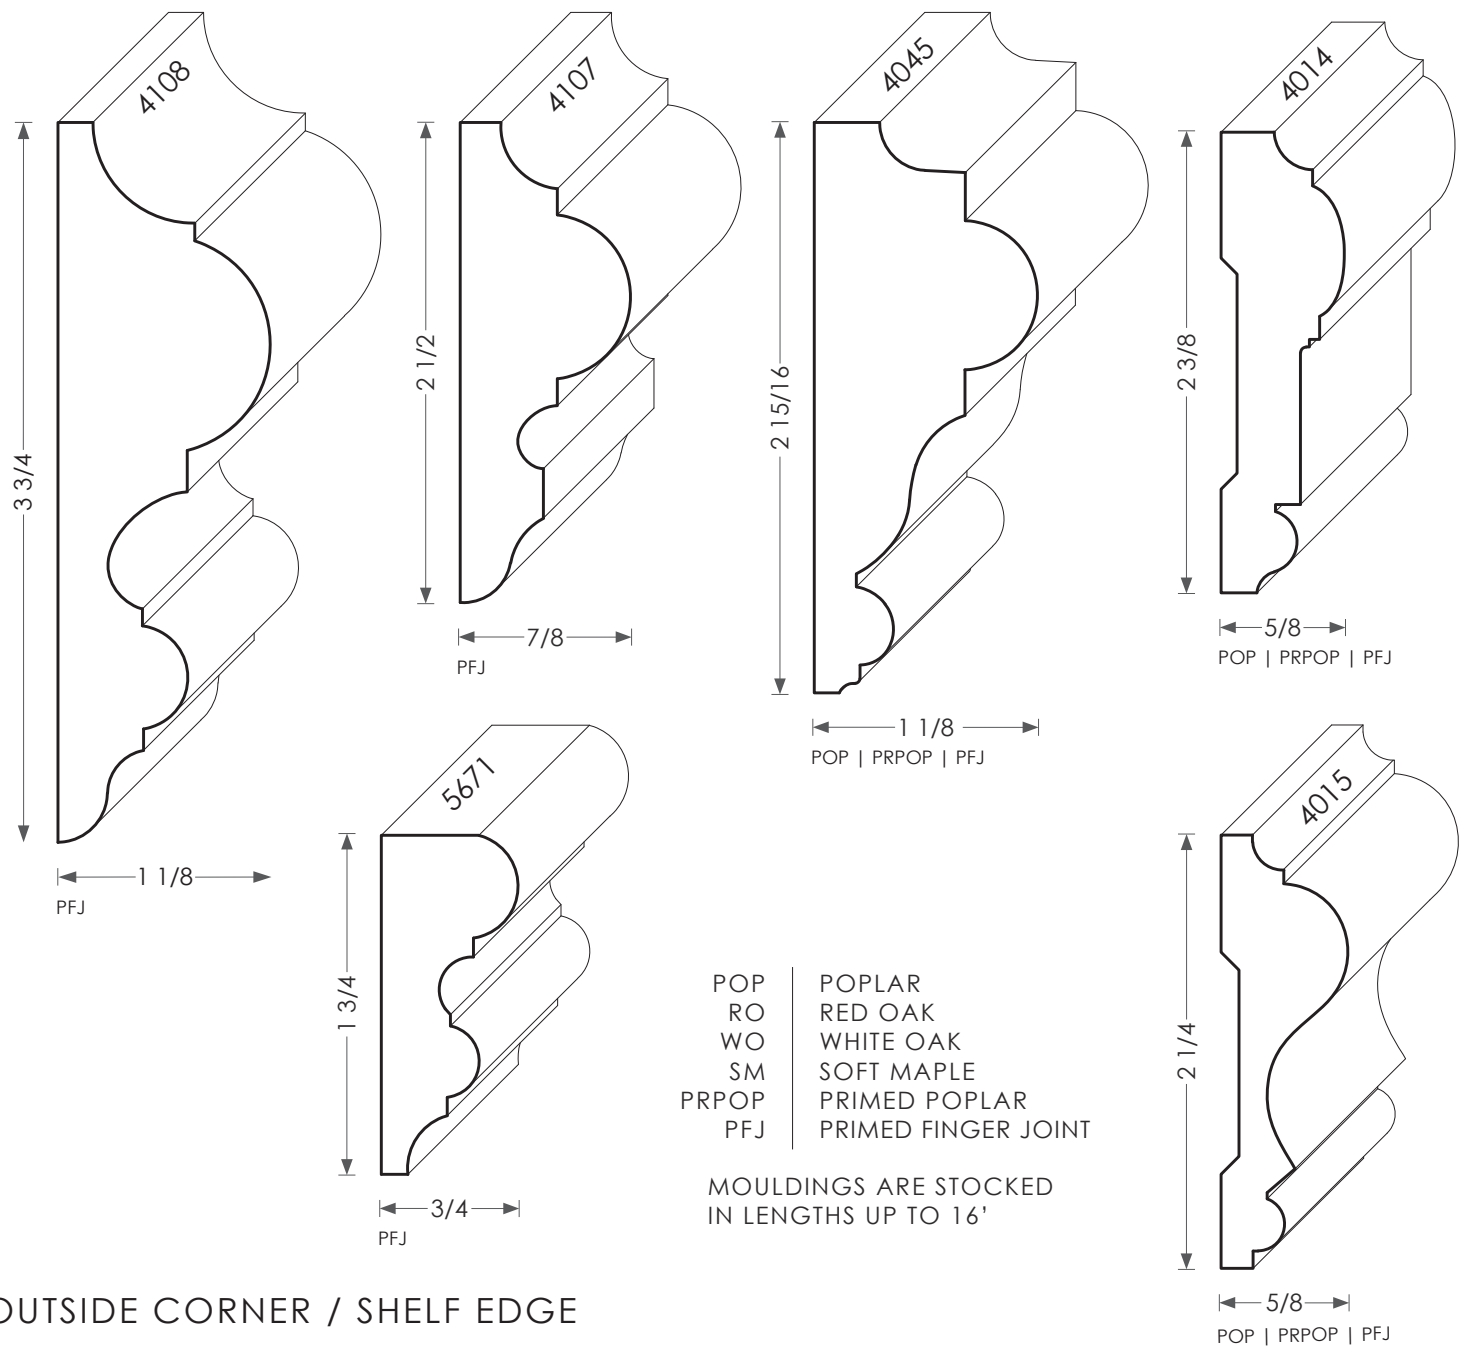 4108
3 3/4
1 1/8
PFJ
4107
2 1/2
7/8
PFJ
4045
2 15/16
1 1/8
POP | PRPOP | PFJ
4014
2 3/8
5/8
POP | PRPOP | PFJ
5671
1 3/4
3/4
PFJ
POP | POPLAR
RO | RED OAK
WO | WHITE OAK
SM | SOFT MAPLE
PRPOP | PRIMED POPLAR
PFJ | PRIMED FINGER JOINT
MOULDINGS ARE STOCKED
IN LENGTHS UP TO 16’
4015
2 1/4
5/8
POP | PRPOP | PFJ
OUTSIDE CORNER / SHELF EDGE